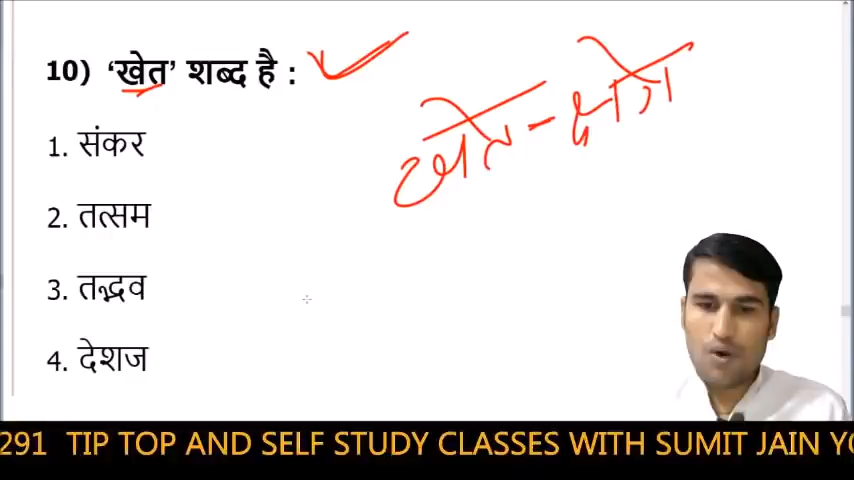 10) ‘खेत’ शब्द है :
खेत - क्षेत्र
1. संकर
2. तत्सम
3. तद्भव
4. देशज
291 TIP TOP AND SELF STUDY CLASSES WITH SUMIT JAIN YO